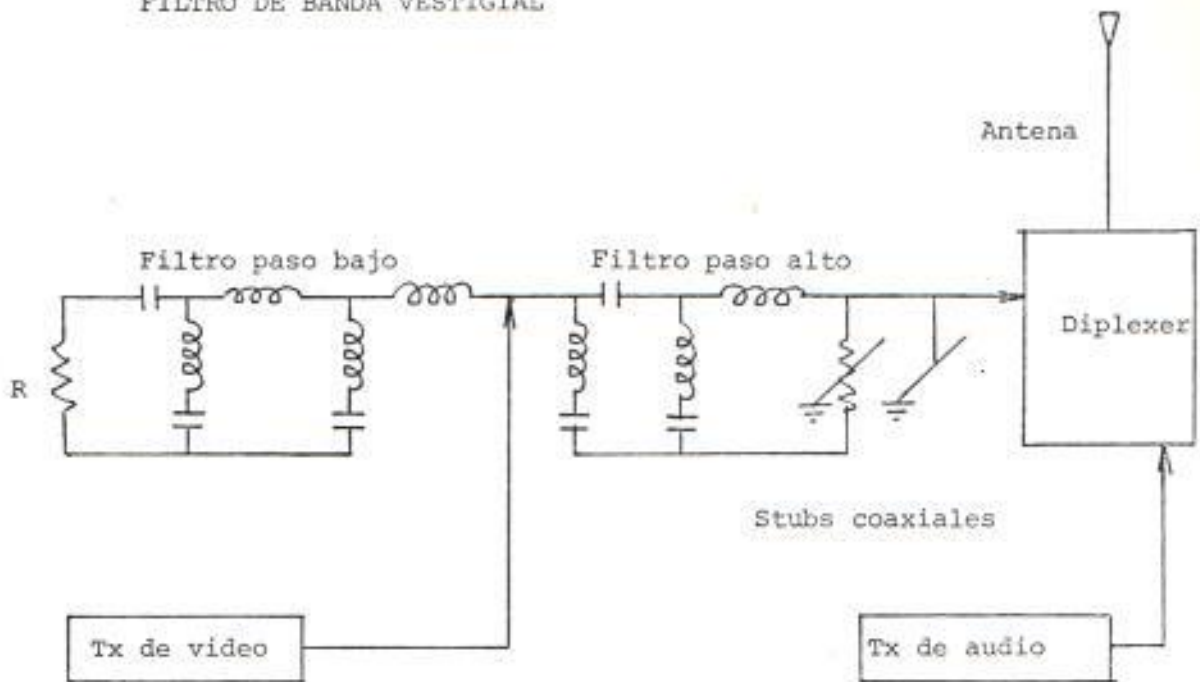 FILTRO DE BANDA VESTIGIAL
Antena
Filtro paso bajo
Filtro paso alto
Diplexer
R
Stubs coaxiales
Tx de video
Tx de audio